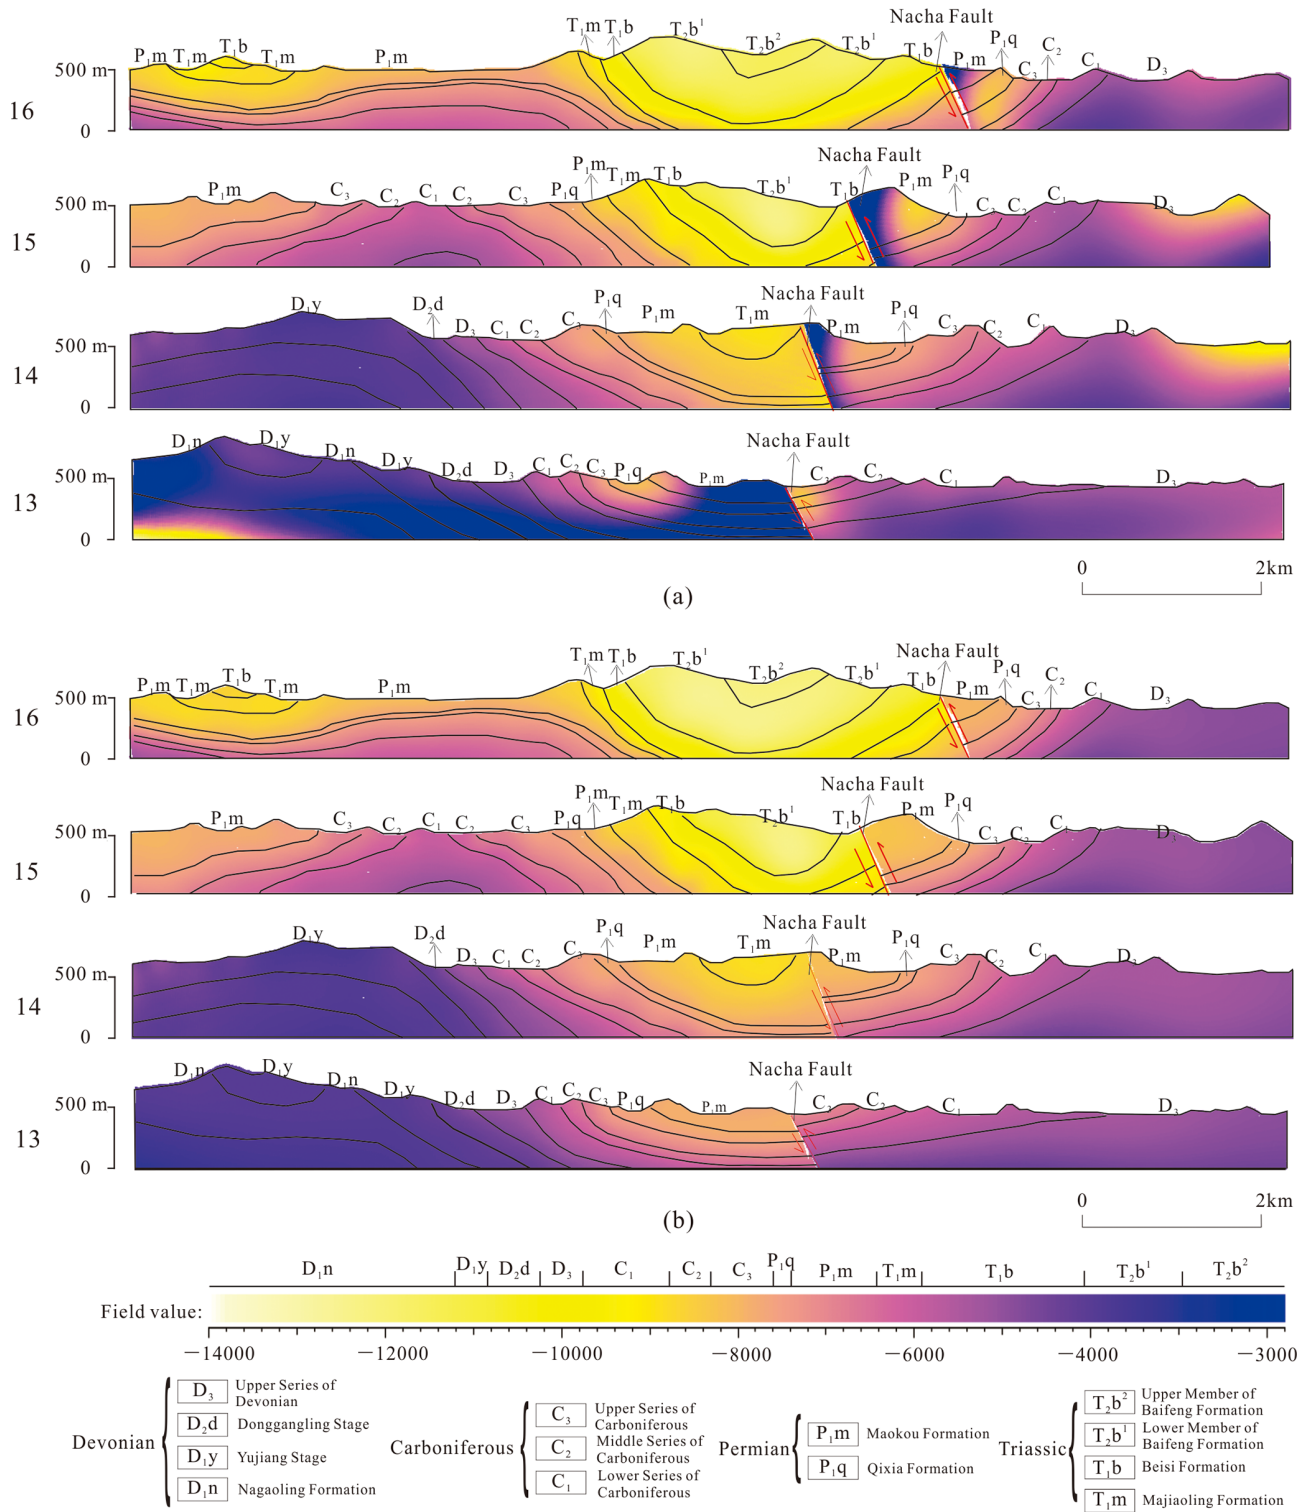 Nacha Fault
T₁m T₁b T₂b¹ T₂b² T₂b¹ T₁b P₁m P₁q C₂
P₁m T₁m T₁b T₁m P₁m C₃ C₁ D₃
500 m
16
0
Nacha Fault
P₁m C₃ C₂ C₁ C₂ C₃ P₁q P₁m T₁m T₁b T₂b¹ T₁b P₁m P₁q C₃ C₂ C₁ D₃
500 m
15
0
Nacha Fault
D₁y D₂d D₃ C₁ C₂ C₃ P₁q P₁m T₁m P₁m P₁q C₃ C₂ C₁ D₃
500 m
14
0
Nacha Fault
D₁n D₁y D₁n D₁y D₂d D₃ C₁ C₂ C₃ P₁q P₁m C₃ C₂ C₁ D₃
500 m
13
0
0 2km
(a)
Nacha Fault
T₁m T₁b T₂b¹ T₂b² T₂b¹ T₁b P₁m P₁q C₂
P₁m T₁m T₁b T₁m P₁m C₃ C₁ D₃
500 m
16
0
Nacha Fault
P₁m C₃ C₂ C₁ C₂ C₃ P₁q P₁m T₁m T₁b T₂b¹ T₁b P₁m P₁q C₃ C₂ C₁ D₃
500 m
15
0
Nacha Fault
D₁y D₂d D₃ C₁ C₂ C₃ P₁q P₁m T₁m P₁m P₁q C₃ C₂ C₁ D₃
500 m
14
0
Nacha Fault
D₁n D₁y D₁n D₁y D₂d D₃ C₁ C₂ C₃ P₁q P₁m C₃ C₂ C₁ D₃
500 m
13
0
0 2km
(b)
D₁n D₁y D₂d D₃ C₁ C₂ C₃ P₁q P₁m T₁m T₁b T₂b¹ T₂b²
Field value:
−14000 −12000 −10000 −8000 −6000 −4000 −3000
Devonian
D₃ Upper Series of Devonian
D₂d Donggangling Stage
D₁y Yujiang Stage
D₁n Nagaoling Formation
Carboniferous
C₃ Upper Series of Carboniferous
C₂ Middle Series of Carboniferous
C₁ Lower Series of Carboniferous
Permian
P₁m Maokou Formation
P₁q Qixia Formation
Triassic
T₂b² Upper Member of Baifeng Formation
T₂b¹ Lower Member of Baifeng Formation
T₁b Beisi Formation
T₁m Majiaoling Formation